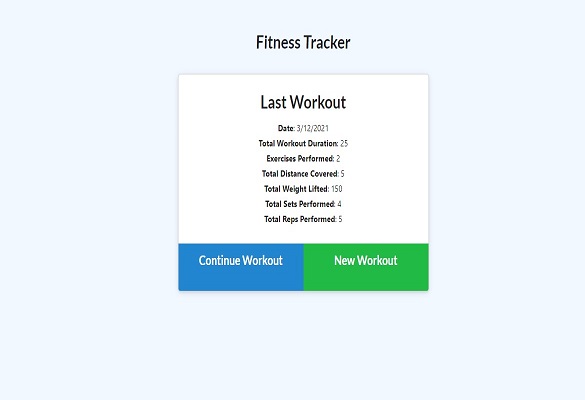 Fitness Tracker
Last Workout
Date: 3/12/2021
Total Workout Duration: 25
Exercises Performed: 2
Total Distance Covered: 5
Total Weight Lifted: 150
Total Sets Performed: 4
Total Reps Performed: 5
Continue Workout New Workout